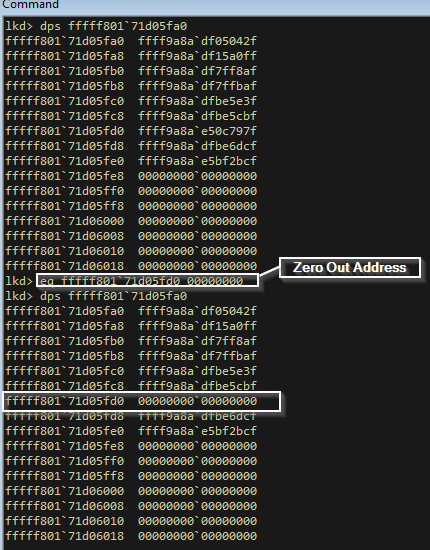 Command
lkd> dps fffff801`71d05fa0
fffff801`71d05fa0 ffff9a8a`df05042f
fffff801`71d05fa8 ffff9a8a`df15a0ff
fffff801`71d05fb0 ffff9a8a`df7ff8af
fffff801`71d05fb8 ffff9a8a`df7ffbaf
fffff801`71d05fc0 ffff9a8a`dfbe5e3f
fffff801`71d05fc8 ffff9a8a`dfbe5cbf
fffff801`71d05fd0 ffff9a8a`e50c797f
fffff801`71d05fd8 ffff9a8a`dfbe6dcf
fffff801`71d05fe0 ffff9a8a`e5bf2bcf
fffff801`71d05fe8 00000000`00000000
fffff801`71d05ff0 00000000`00000000
fffff801`71d05ff8 00000000`00000000
fffff801`71d06000 00000000`00000000
fffff801`71d06008 00000000`00000000
fffff801`71d06010 00000000`00000000
fffff801`71d06018 00000000`00000000
lkd> eq fffff801`71d05fd0 00000000
Zero Out Address
lkd> dps fffff801`71d05fa0
fffff801`71d05fa0 ffff9a8a`df05042f
fffff801`71d05fa8 ffff9a8a`df15a0ff
fffff801`71d05fb0 ffff9a8a`df7ff8af
fffff801`71d05fb8 ffff9a8a`df7ffbaf
fffff801`71d05fc0 ffff9a8a`dfbe5e3f
fffff801`71d05fc8 ffff9a8a`dfbe5cbf
fffff801`71d05fd0 00000000`00000000
fffff801`71d05fd8 ffff9a8a`dfbe6dcf
fffff801`71d05fe0 ffff9a8a`e5bf2bcf
fffff801`71d05fe8 00000000`00000000
fffff801`71d05ff0 00000000`00000000
fffff801`71d05ff8 00000000`00000000
fffff801`71d06000 00000000`00000000
fffff801`71d06008 00000000`00000000
fffff801`71d06010 00000000`00000000
fffff801`71d06018 00000000`00000000